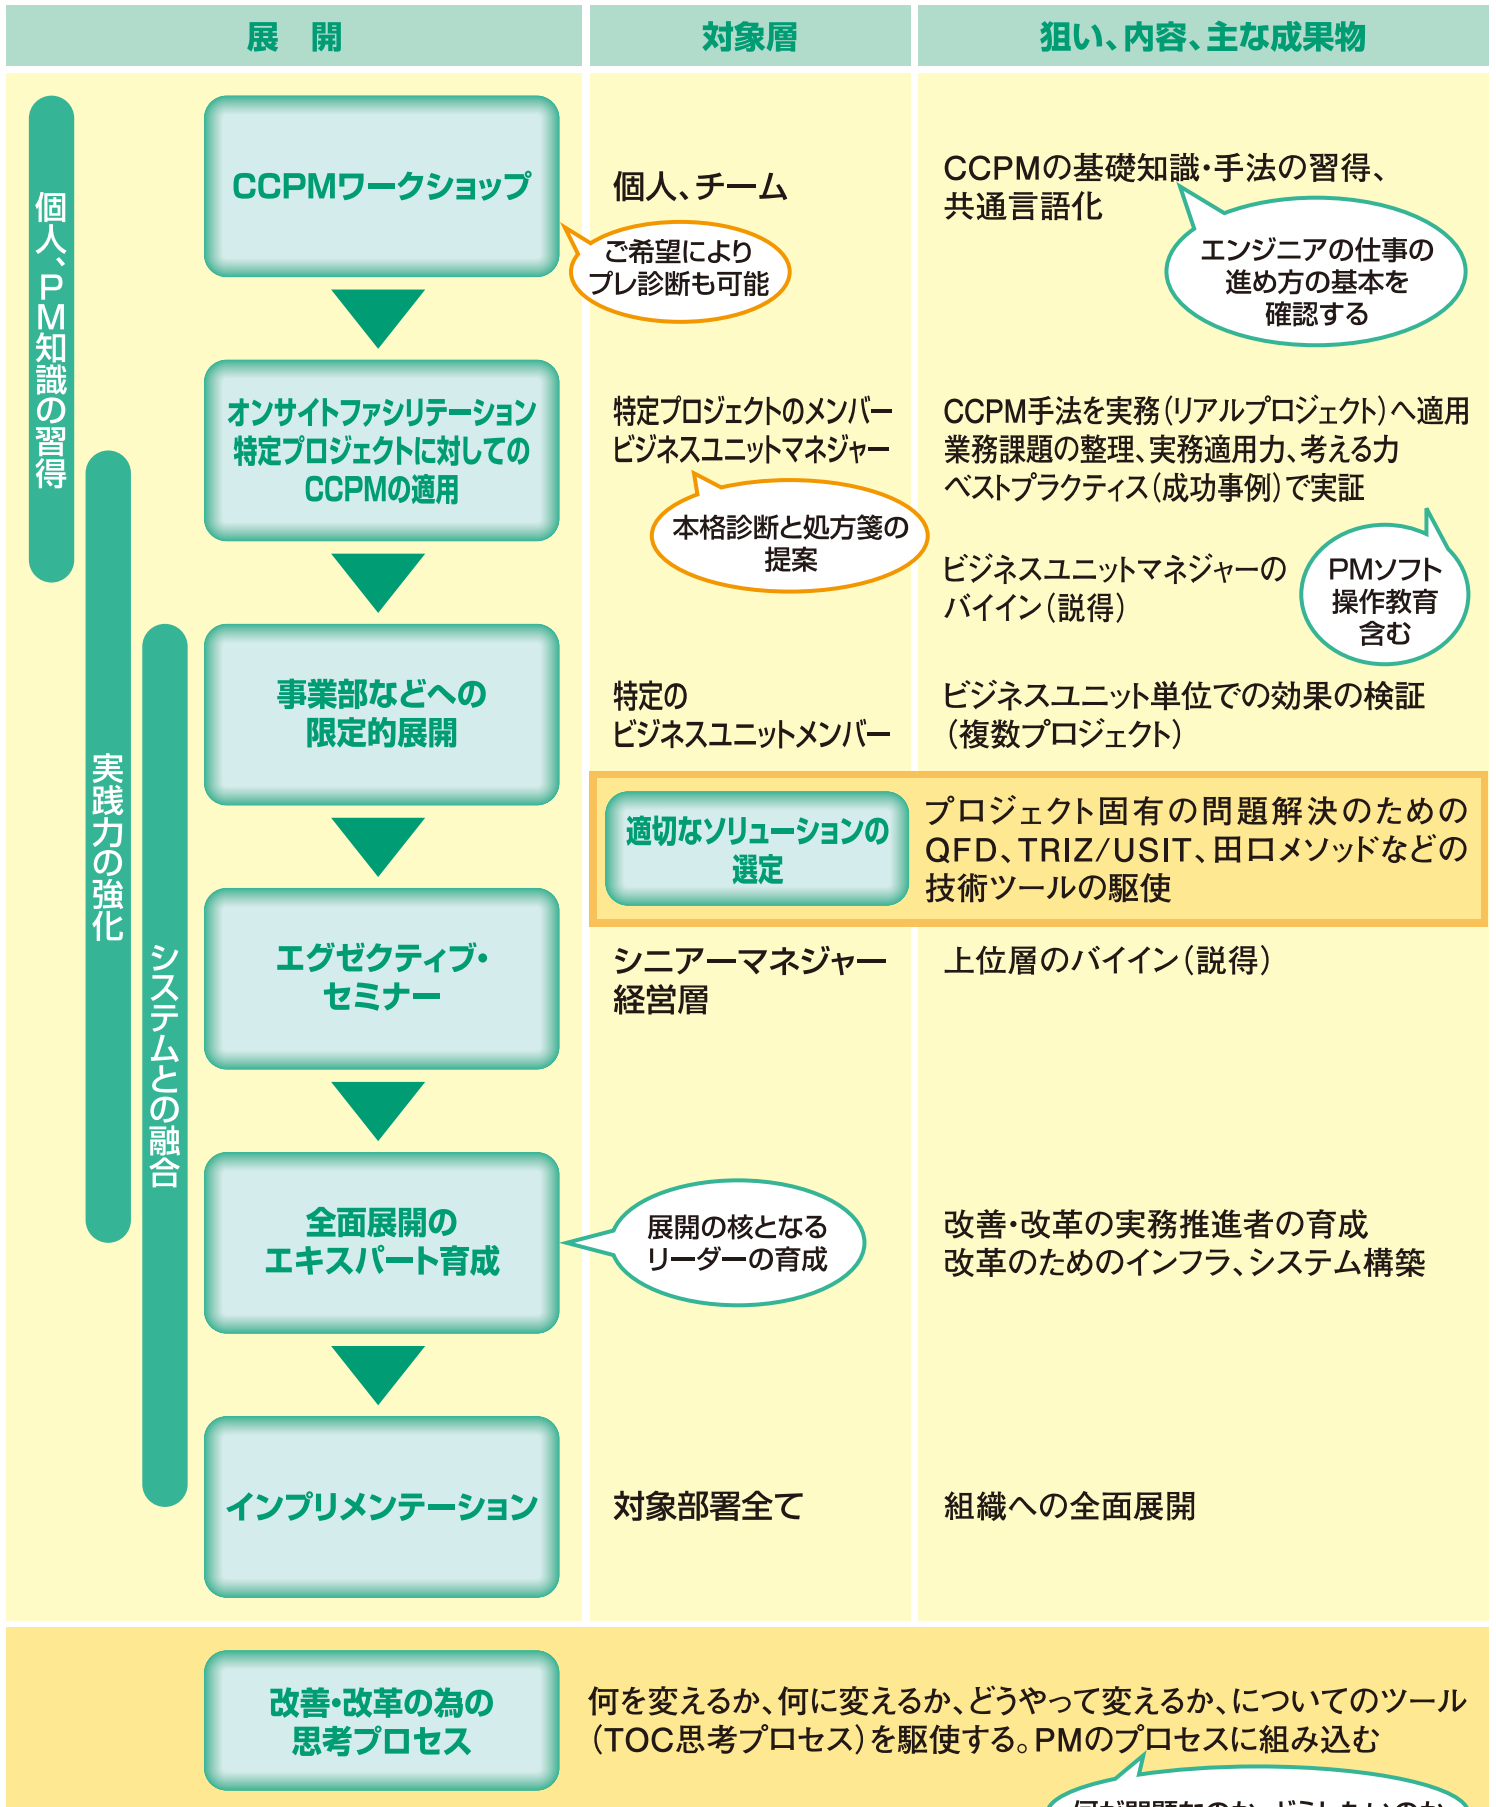 展　開
対象層
狙い、内容、主な成果物
個人、PM知識の習得
実践力の強化
システムとの融合
CCPMワークショップ
個人、チーム
CCPMの基礎知識・手法の習得、
共通言語化
ご希望により
プレ診断も可能
エンジニアの仕事の
進め方の基本を
確認する
オンサイトファシリテーション
特定プロジェクトに対しての
CCPMの適用
特定プロジェクトのメンバー
ビジネスユニットマネジャー
CCPM手法を実務（リアルプロジェクト）へ適用
業務課題の整理、実務適用力、考える力
ベストプラクティス（成功事例）で実証
本格診断と処方箋の
提案
ビジネスユニットマネジャーの
バイイン（説得）
PMソフト
操作教育
含む
事業部などへの
限定的展開
特定の
ビジネスユニットメンバー
ビジネスユニット単位での効果の検証
（複数プロジェクト）
適切なソリューションの
選定
プロジェクト固有の問題解決のための
QFD、TRIZ/USIT、田口メソッドなどの
技術ツールの駆使
エグゼクティブ・
セミナー
シニアーマネジャー
経営層
上位層のバイイン（説得）
全面展開の
エキスパート育成
展開の核となる
リーダーの育成
改善・改革の実務推進者の育成
改革のためのインフラ、システム構築
インプリメンテーション
対象部署全て
組織への全面展開
改善・改革の為の
思考プロセス
何を変えるか、何に変えるか、どうやって変えるか、についてのツール
（TOC思考プロセス）を駆使する。PMのプロセスに組み込む